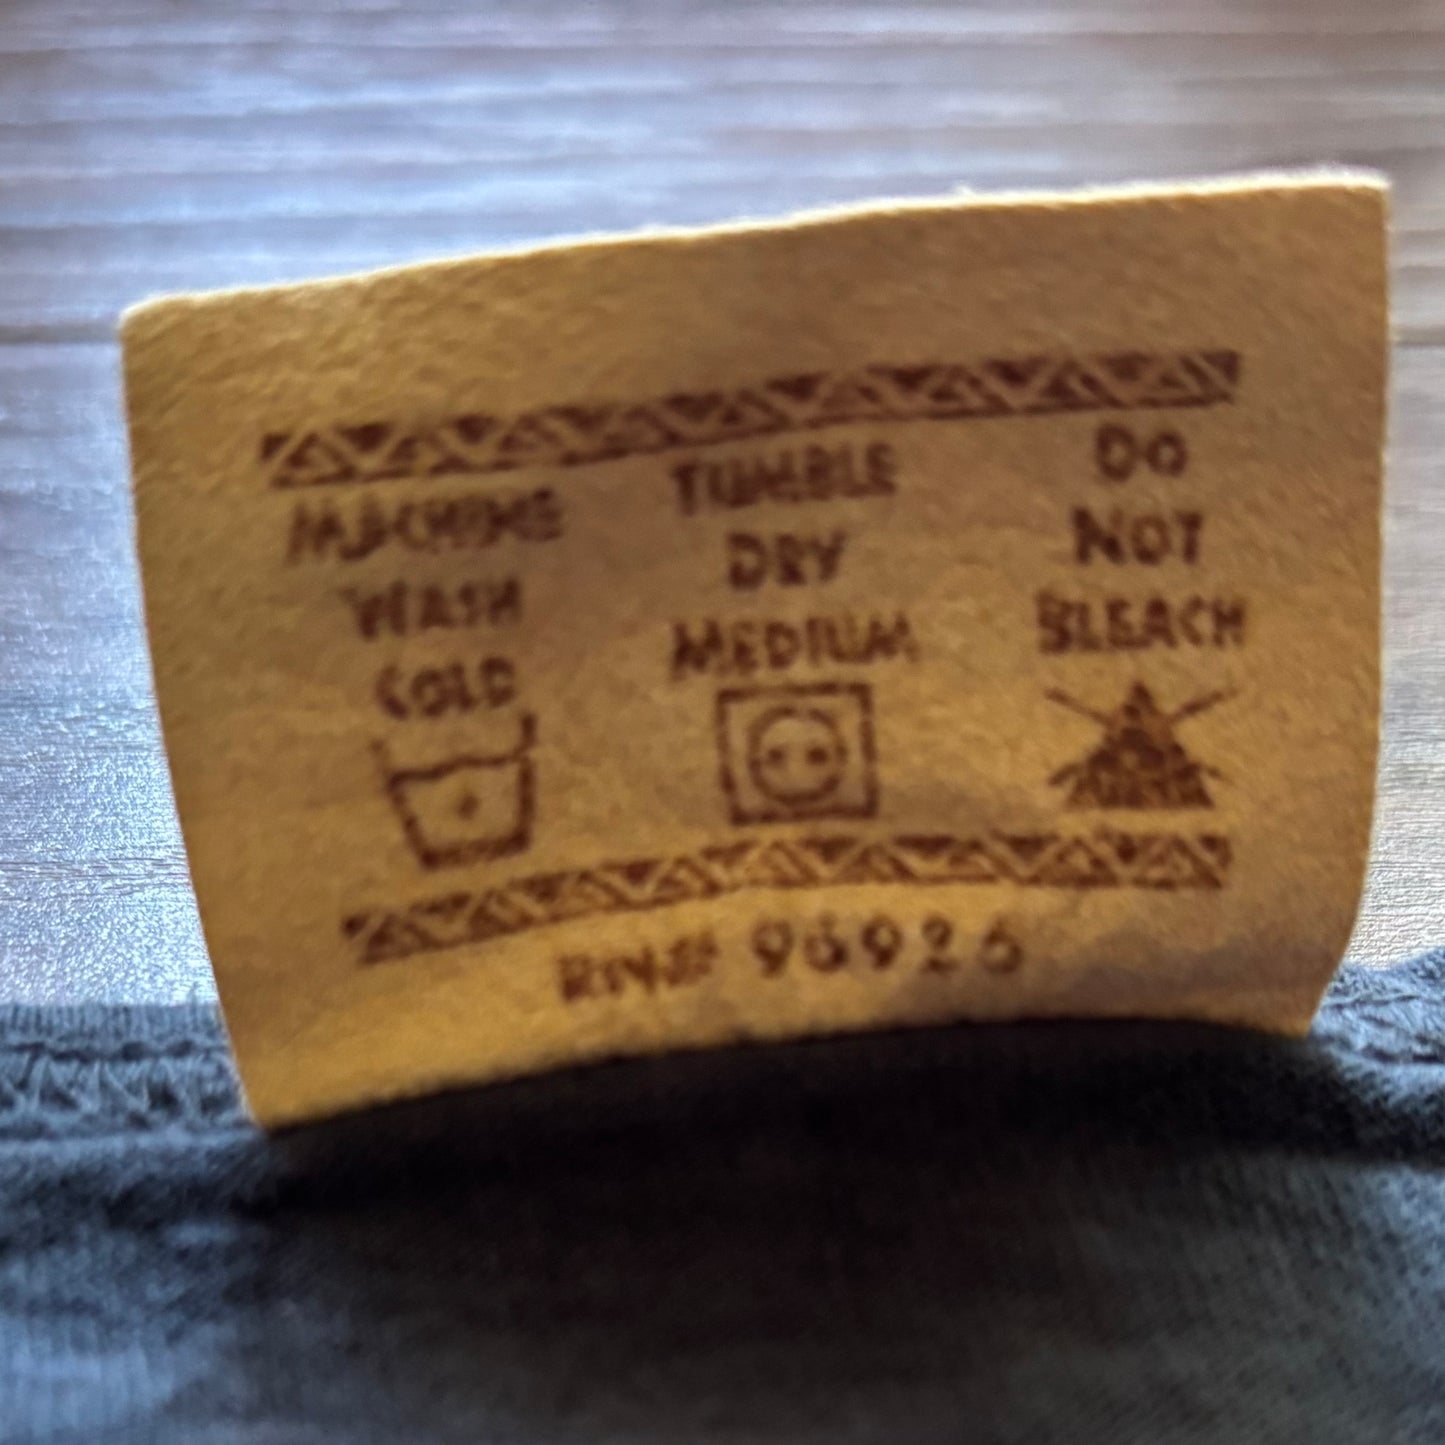 MACHINE
WASH
COLD
TUMBLE
DRY
MEDIUM
DO
NOT
BLEACH
RN# 96926